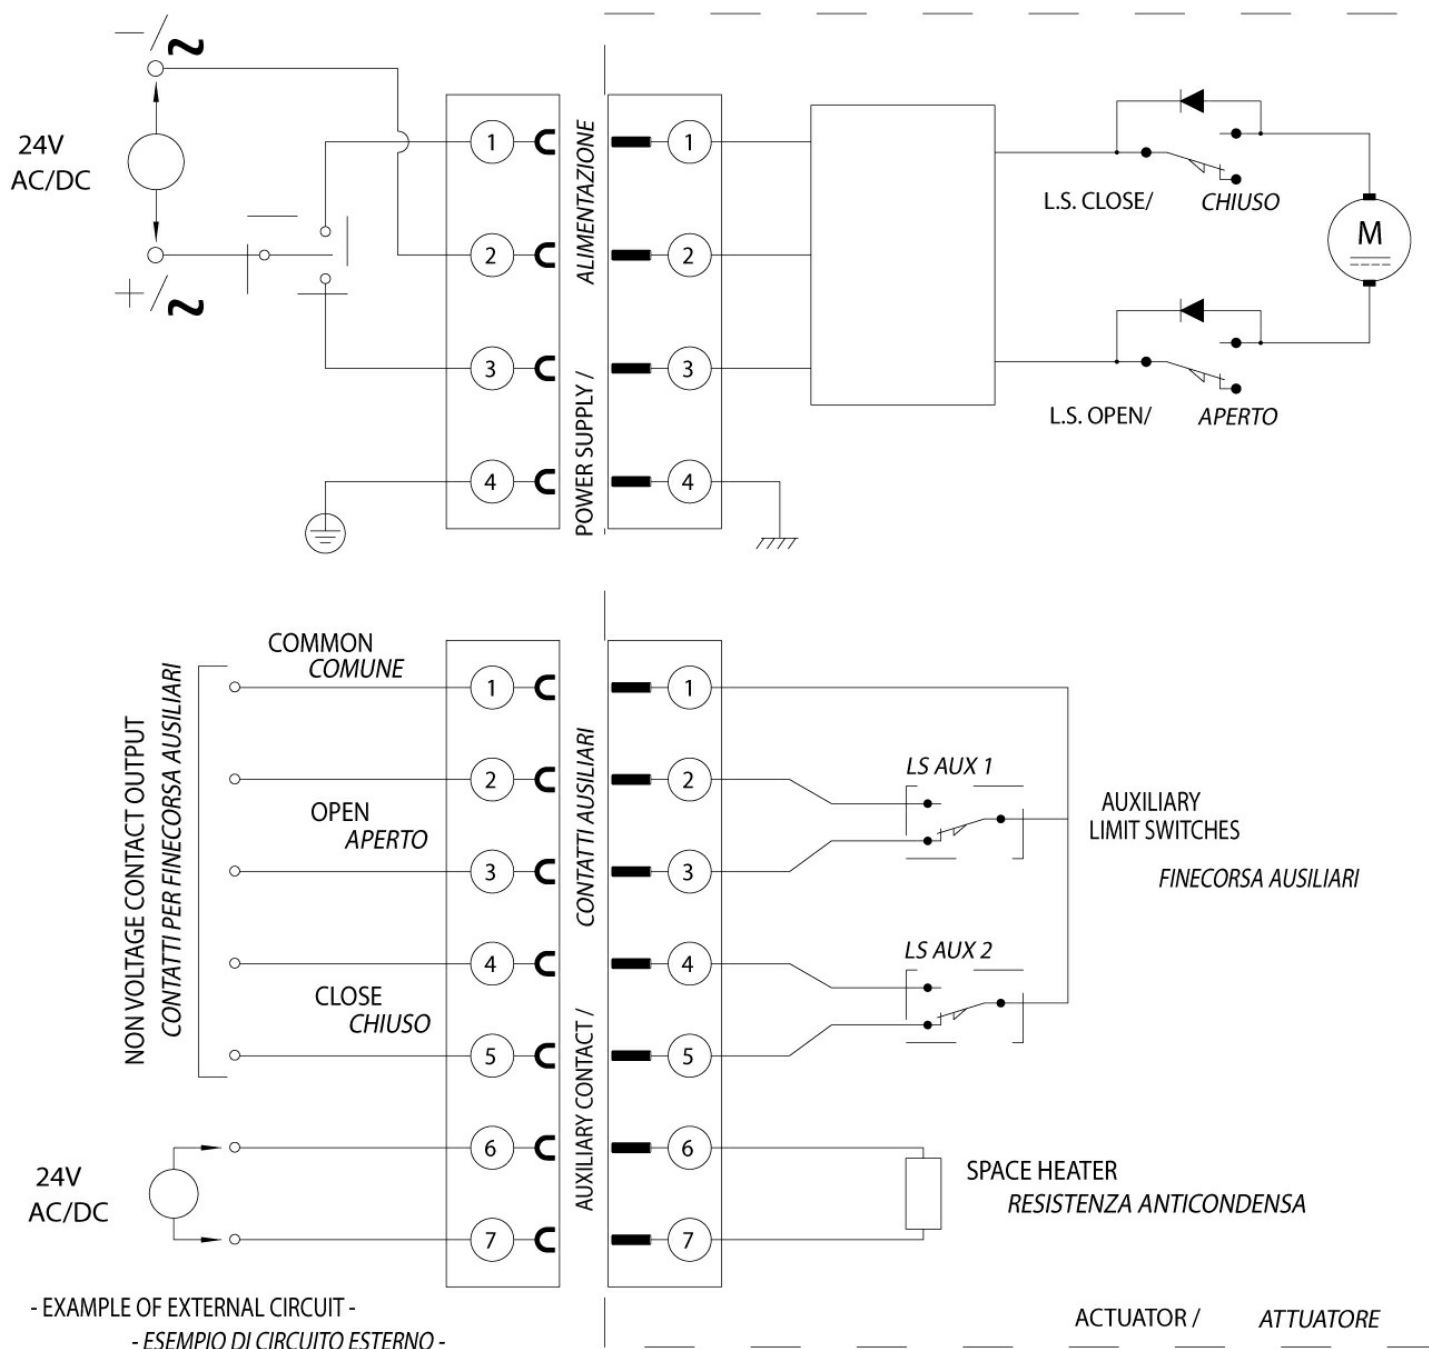 24V
AC/DC
1
2
3
4
POWER SUPPLY / ALIMENTAZIONE
1
2
3
4
L.S. CLOSE/ CHIUSO
M
L.S. OPEN/ APERTO
NON VOLTAGE CONTACT OUTPUT
CONTATTI PER FINECORSA AUSILIARI
COMMON
COMUNE
OPEN
APERTO
CLOSE
CHIUSO
24V
AC/DC
1
2
3
4
5
6
7
AUXILIARY CONTACT / CONTATTI AUSILIARI
1
2
3
4
5
6
7
LS AUX 1
LS AUX 2
AUXILIARY
LIMIT SWITCHES
FINECORSA AUSILIARI
SPACE HEATER
RESISTENZA ANTICONDENSA
- EXAMPLE OF EXTERNAL CIRCUIT -
- ESEMPIO DI CIRCUITO ESTERNO -
ACTUATOR / ATTUATORE